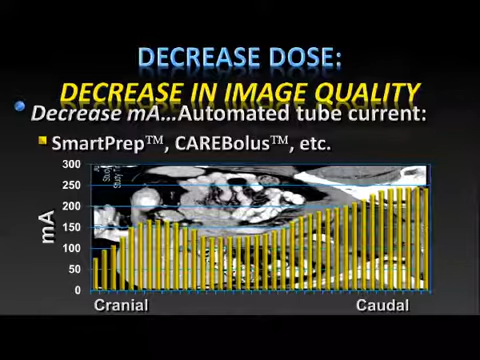 DECREASE DOSE:
DECREASE IN IMAGE QUALITY
Decrease mA...Automated tube current:
SmartPrep™, CAREBolus™, etc.
300
250
200
150
100
50
0
mA
Cranial
Caudal